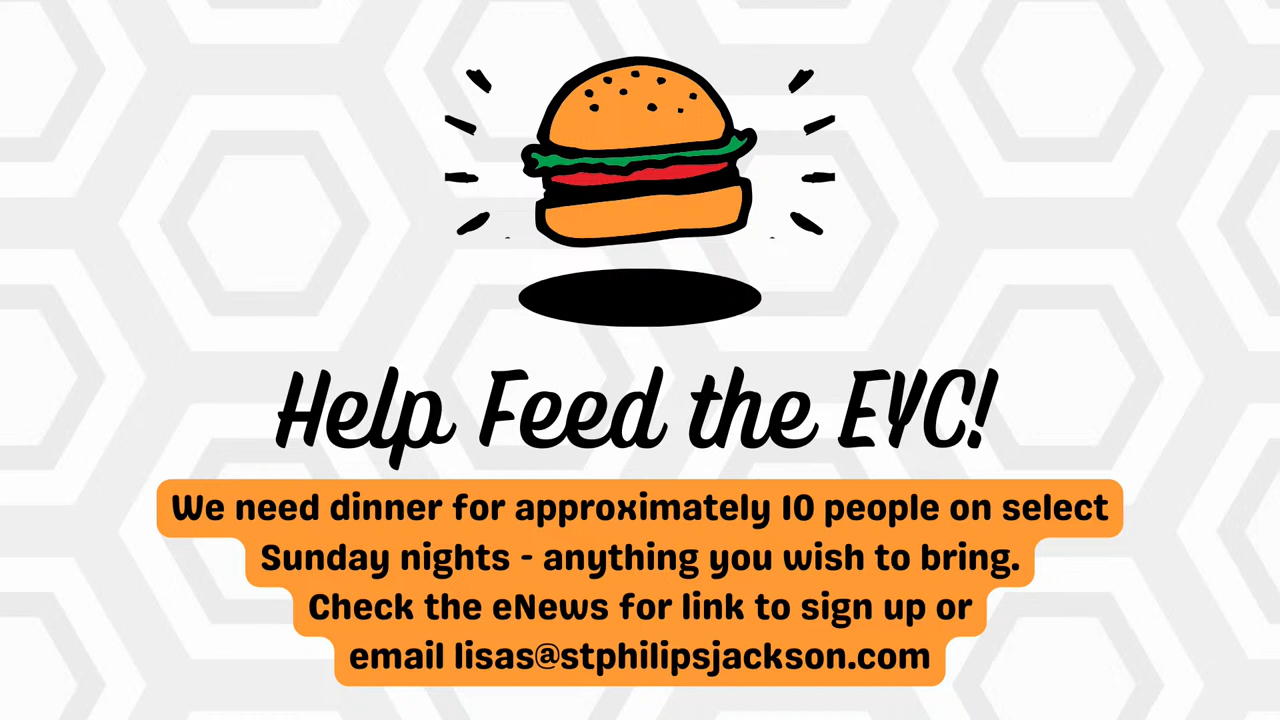 Help Feed the EYC!
We need dinner for approximately 10 people on select
Sunday nights - anything you wish to bring.
Check the eNews for link to sign up or
email lisas@stphilipsjackson.com